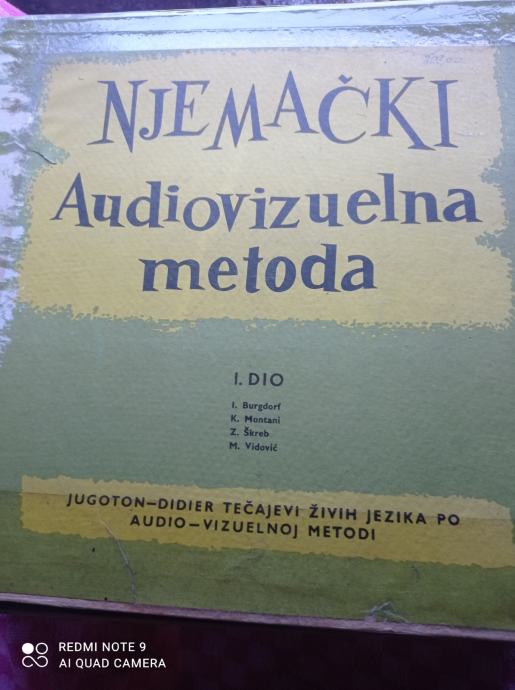 NJEMAČKI
Audiovizuelna
metoda
I. DIO
I. Burgdorf
K. Montani
Z. Škreb
M. Vidović
JUGOTON—DIDIER TEČAJEVI ŽIVIH JEZIKA PO
AUDIO—VIZUELNOJ METODI
REDMI NOTE 9
AI QUAD CAMERA